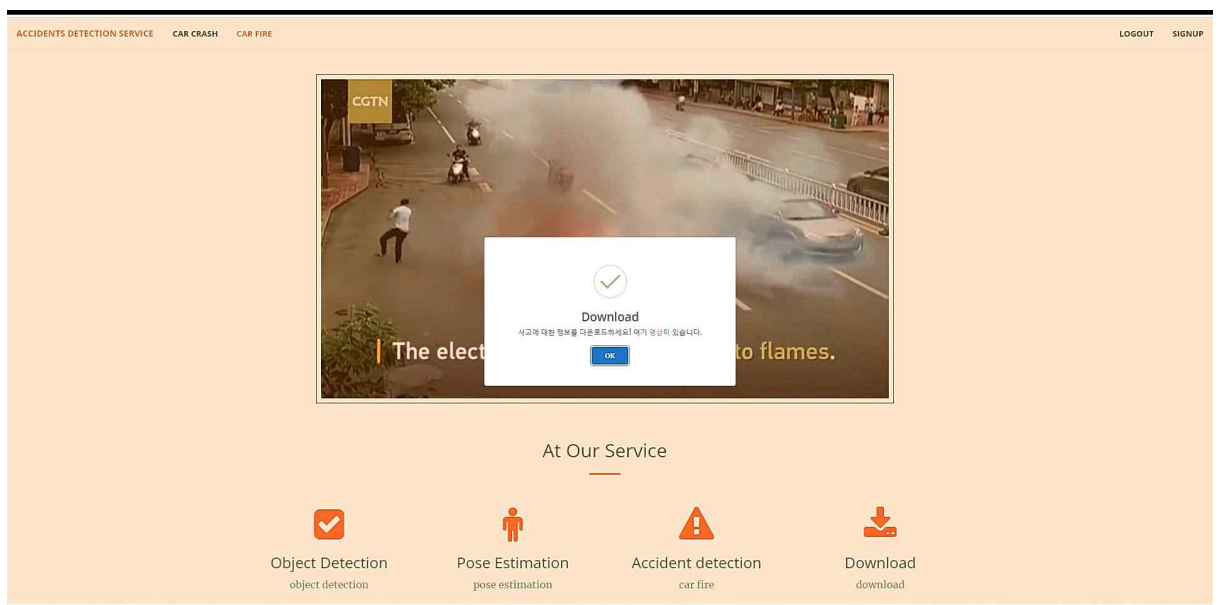 ACCIDENTS DETECTION SERVICE CAR CRASH CAR FIRE LOGOUT SIGNUP
CGTN
Download
사고에 대한 정보를 다운로드하세요! 여기 영상이 있습니다.
OK
The elect to flames.
At Our Service
Object Detection Pose Estimation Accident detection Download
object detection pose estimation car fire download